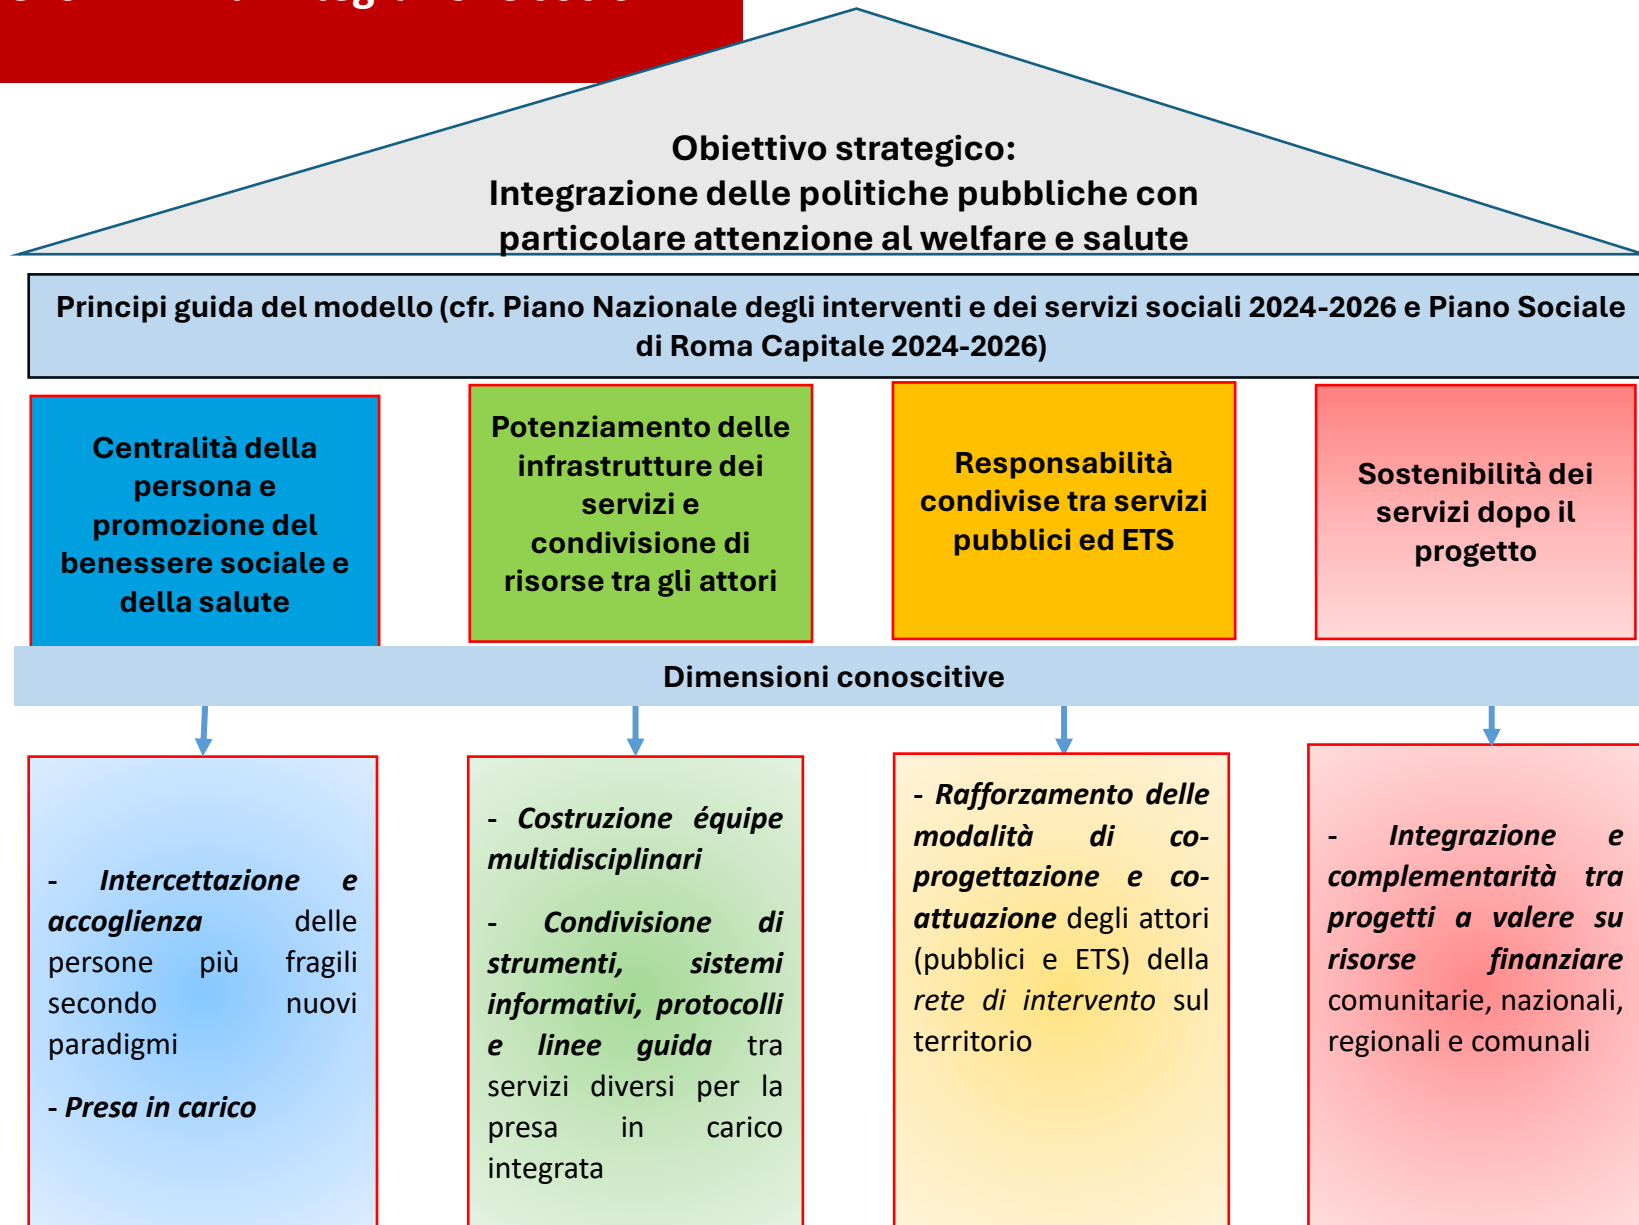 Obiettivo strategico:
Integrazione delle politiche pubbliche con
particolare attenzione al welfare e salute
Principi guida del modello (cfr. Piano Nazionale degli interventi e dei servizi sociali 2024-2026 e Piano Sociale
di Roma Capitale 2024-2026)
Centralità della
persona e
promozione del
benessere sociale e
della salute
Potenziamento delle
infrastrutture dei
servizi e
condivisione di
risorse tra gli attori
Responsabilità
condivise tra servizi
pubblici ed ETS
Sostenibilità dei
servizi dopo il
progetto
Dimensioni conoscitive
- Intercettazione e
accoglienza delle
persone più fragili
secondo nuovi
paradigmi
- Presa in carico
- Costruzione équipe
multidisciplinari
- Condivisione di
strumenti, sistemi
informativi, protocolli
e linee guida tra
servizi diversi per la
presa in carico
integrata
- Rafforzamento delle
modalità di co-
progettazione e co-
attuazione degli attori
(pubblici e ETS) della
rete di intervento sul
territorio
- Integrazione e
complementarità tra
progetti a valere su
risorse finanziare
comunitarie, nazionali,
regionali e comunali